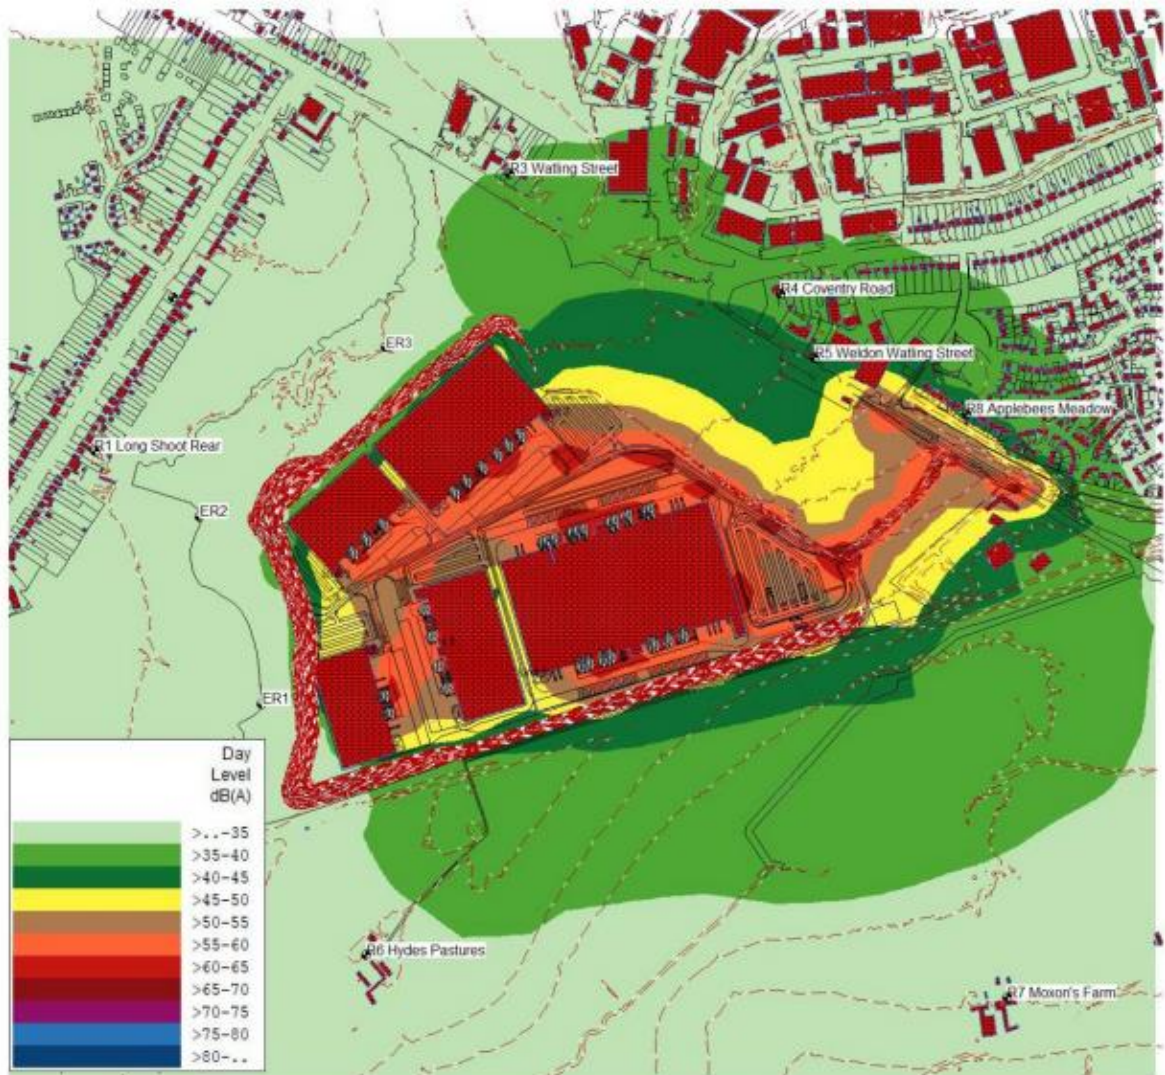 R3 Watling Street
R4 Coventry Road
ER3
R5 Weldon Watling Street
R8 Applebees Meadow
R1 Long Shoot Rear
ER2
ER1
Day
Level
dB(A)
>..-35
>35-40
>40-45
>45-50
>50-55
>55-60
>60-65
>65-70
>70-75
>75-80
>80-..
R6 Hydes Pastures
R7 Moxon's Farm